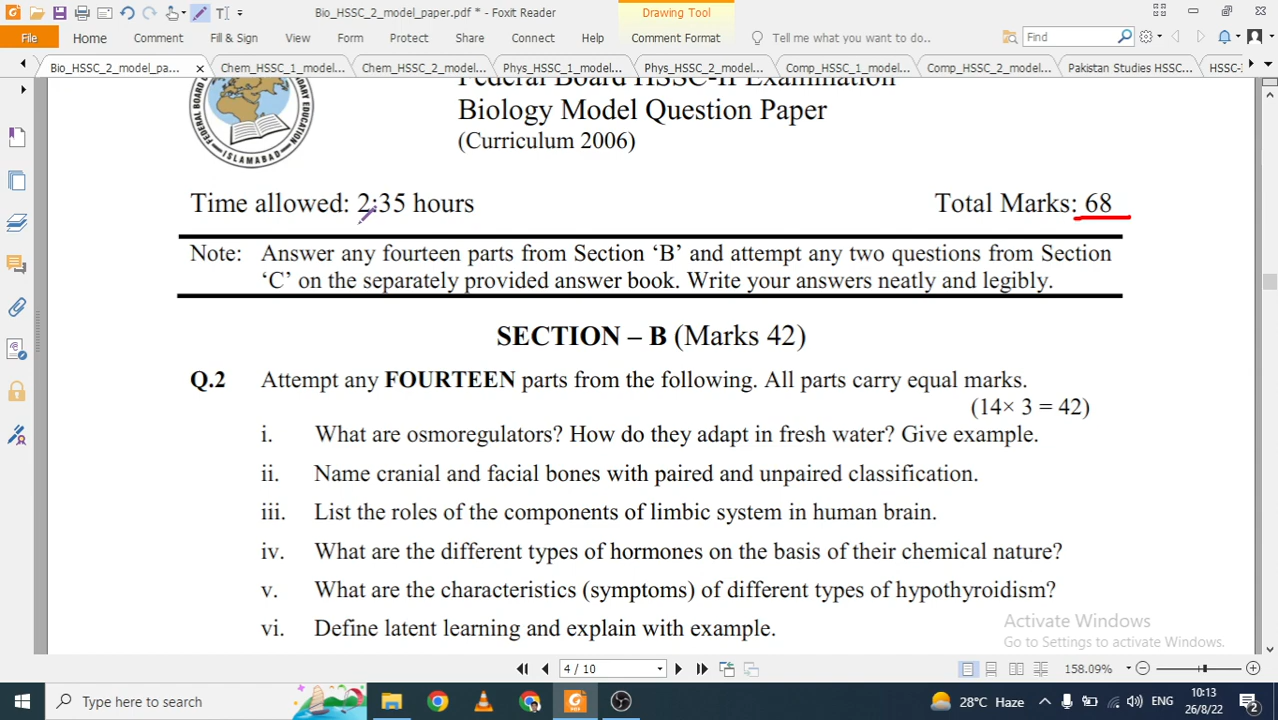 Bio_HSSC_2_model_paper.pdf * - Foxit Reader
Drawing Tool
File Home Comment Fill & Sign View Form Protect Share Connect Help Comment Format Tell me what you want to do.. Find
Bio_HSSC_2_model_pa... Chem_HSSC_1_model... Chem_HSSC_2_model... Phys_HSSC_1_model... Phys_HSSC_2_model... Comp_HSSC_1_model... Comp_HSSC_2_model... Pakistan Studies HSSC... HSSC-
Federal Board HSSC-II Examination
Biology Model Question Paper
(Curriculum 2006)
ISLAMABAD
Time allowed: 2:35 hours Total Marks: 68
Note: Answer any fourteen parts from Section ‘B’ and attempt any two questions from Section
‘C’ on the separately provided answer book. Write your answers neatly and legibly.
SECTION – B (Marks 42)
Q.2 Attempt any FOURTEEN parts from the following. All parts carry equal marks.
(14× 3 = 42)
i. What are osmoregulators? How do they adapt in fresh water? Give example.
ii. Name cranial and facial bones with paired and unpaired classification.
iii. List the roles of the components of limbic system in human brain.
iv. What are the different types of hormones on the basis of their chemical nature?
v. What are the characteristics (symptoms) of different types of hypothyroidism?
vi. Define latent learning and explain with example.
Activate Windows
Go to Settings to activate Windows.
4 / 10 158.09%
Type here to search
28°C Haze ENG 10:13
26/8/22 2